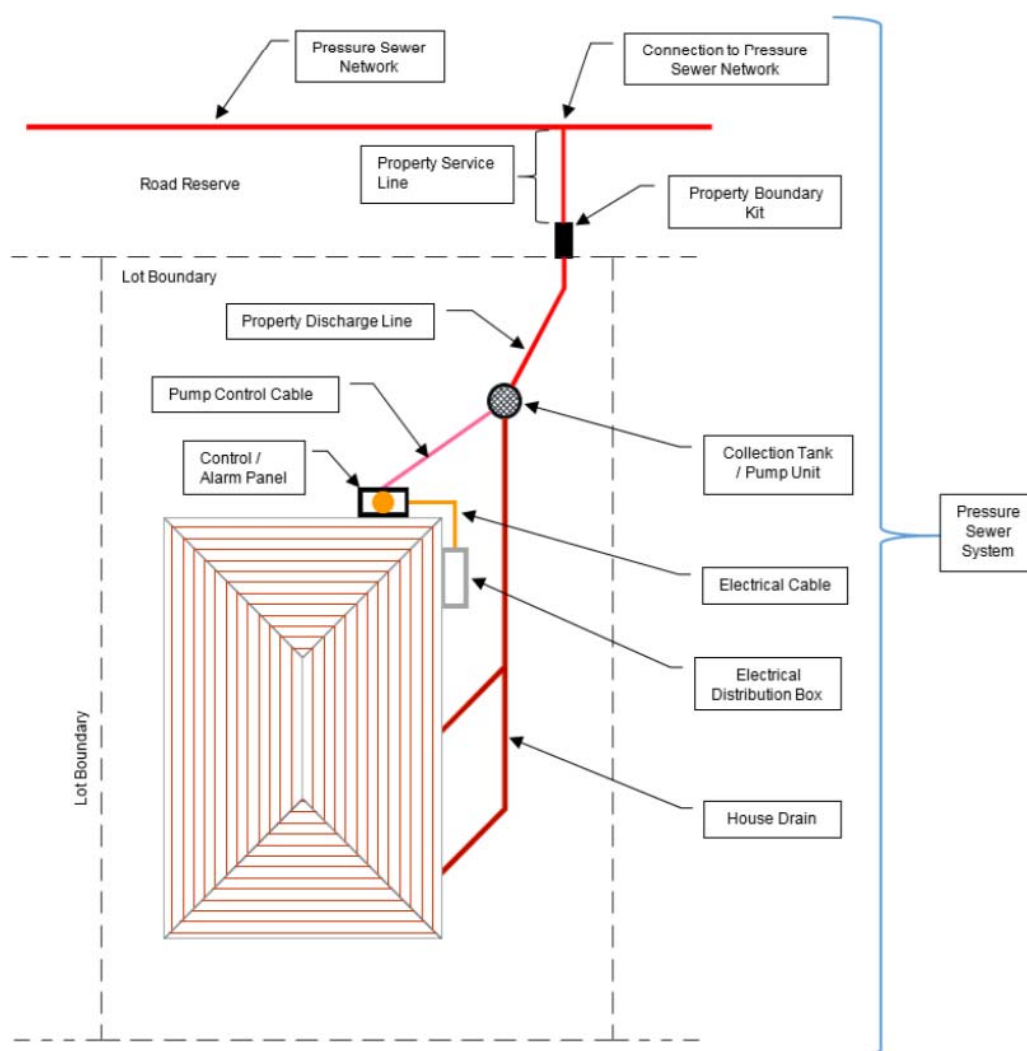 Pressure Sewer
Network
Connection to Pressure
Sewer Network
Property Service
Line
Road Reserve
Property Boundary
Kit
Lot Boundary
Property Discharge Line
Pump Control Cable
Control /
Alarm Panel
Collection Tank
/ Pump Unit
Pressure
Sewer
System
Electrical Cable
Electrical
Distribution Box
Lot Boundary
House Drain